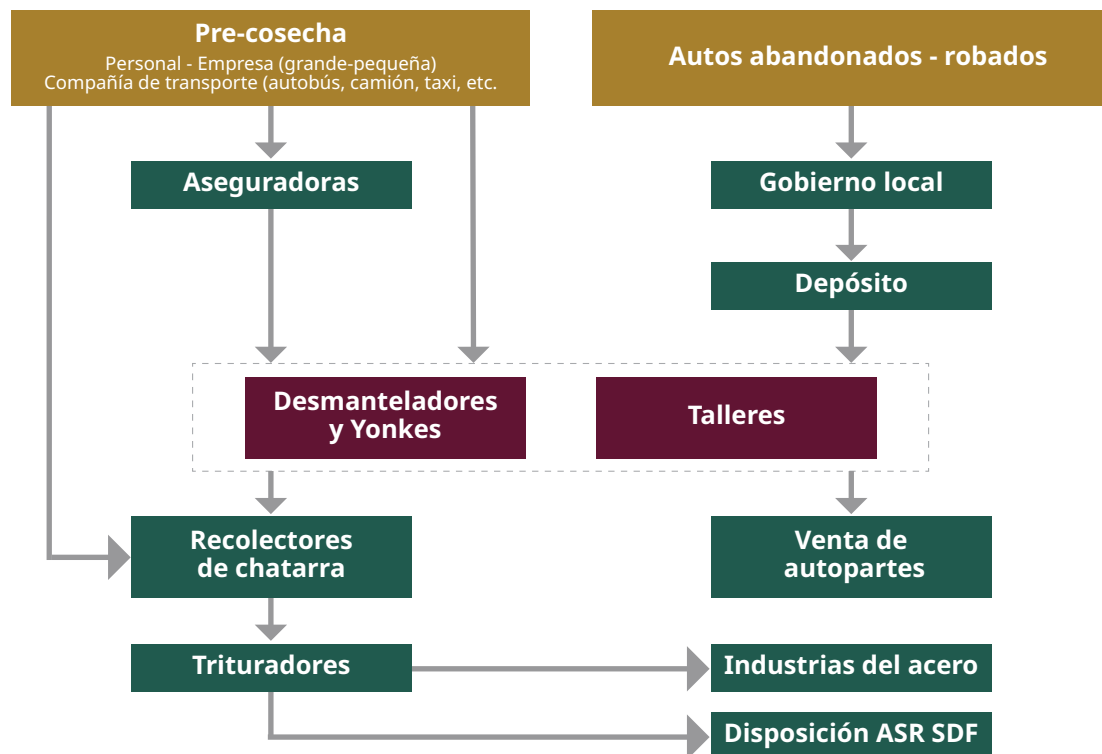 Pre-cosecha
Personal - Empresa (grande-pequeña)
Compañía de transporte (autobús, camión, taxi, etc.
Autos abandonados - robados
Aseguradoras
Gobierno local
Depósito
Desmanteladores
y Yonkes
Talleres
Recolectores
de chatarra
Venta de
autopartes
Trituradores
Industrias del acero
Disposición ASR SDF